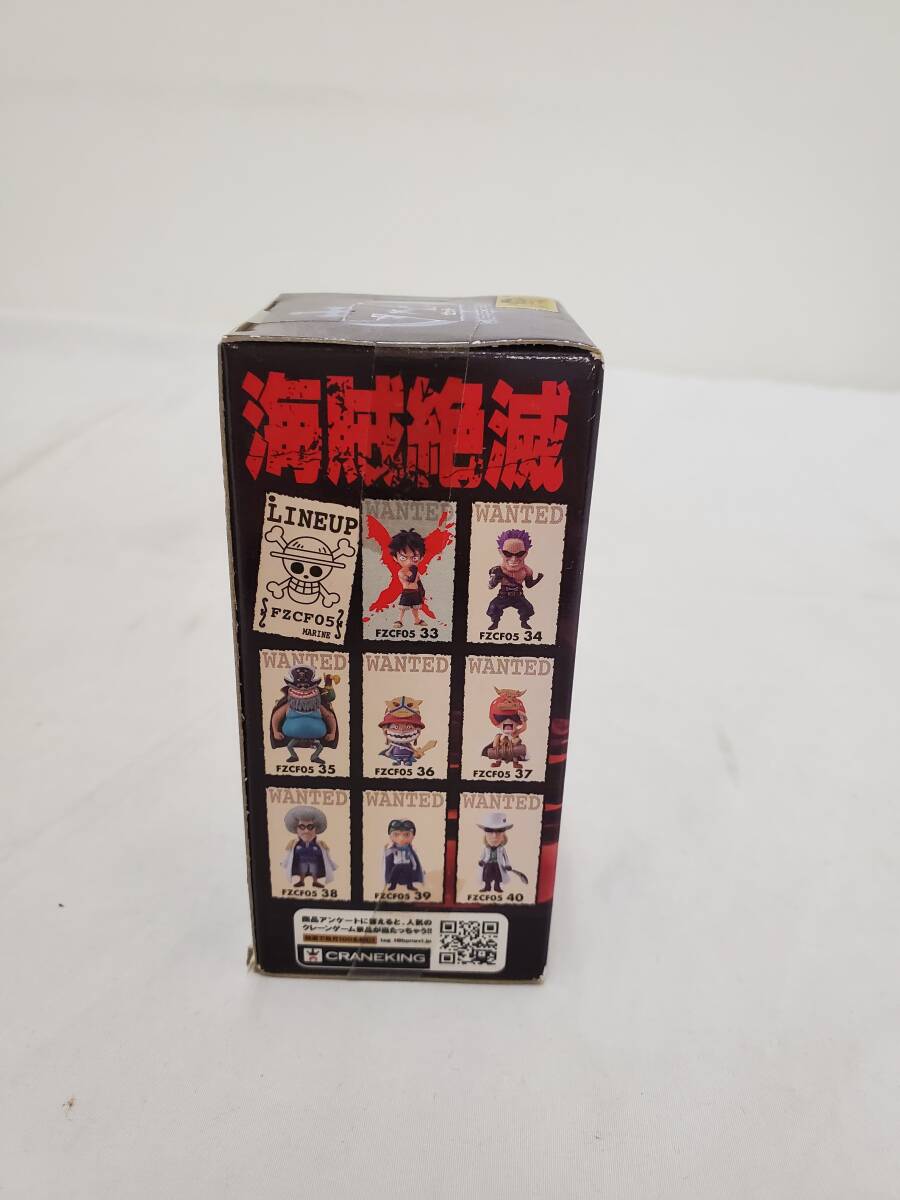 海賊絶滅
LINEUP
FZCF05
MARINE
WANTED
FZCF05 33
WANTED
FZCF05 34
WANTED
FZCF05 35
WANTED
FZCF05 36
WANTED
FZCF05 37
WANTED
FZCF05 38
WANTED
FZCF05 39
WANTED
FZCF05 40
商品アンケートに答えると、人気の
クレーンゲーム景品が当たっちゃう!!
CRANEKING